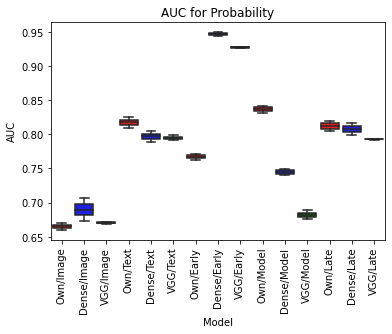 AUC for Probability
AUC
0.95
0.90
0.85
0.80
0.75
0.70
0.65
Own/Image
Dense/Image
VGG/Image
Own/Text
Dense/Text
VGG/Text
Own/Early
Dense/Early
VGG/Early
Own/Model
Dense/Model
VGG/Model
Own/Late
Dense/Late
VGG/Late
Model